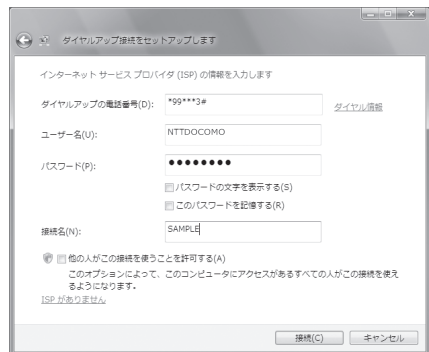 ダイヤルアップ接続をセットアップします
インターネット サービス プロバイダ (ISP) の情報を入力します
ダイヤルアップの電話番号(D):
*99***3#
ダイヤル情報
ユーザー名(U):
NTTDOCOMO
パスワード(P):
●●●●●●●●
パスワードの文字を表示する(S)
このパスワードを記憶する(R)
接続名(N):
SAMPLE
他の人がこの接続を使うことを許可する(A)
このオプションによって、このコンピュータにアクセスがあるすべての人がこの接続を使え
るようになります。
ISP がありません
接続(C)
キャンセル